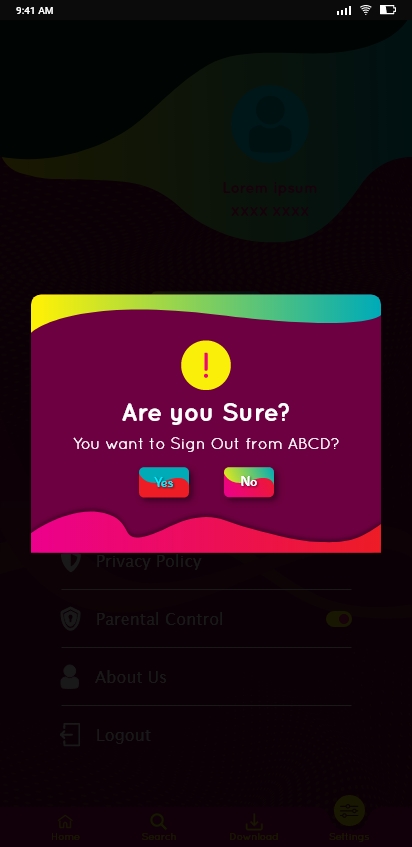 9:41 AM
Lorem ipsum
XXXX XXXX
!
Are you Sure?
You want to Sign Out from ABCD?
Yes No
Privacy Policy
Parental Control
About Us
Logout
Home Search Download Settings